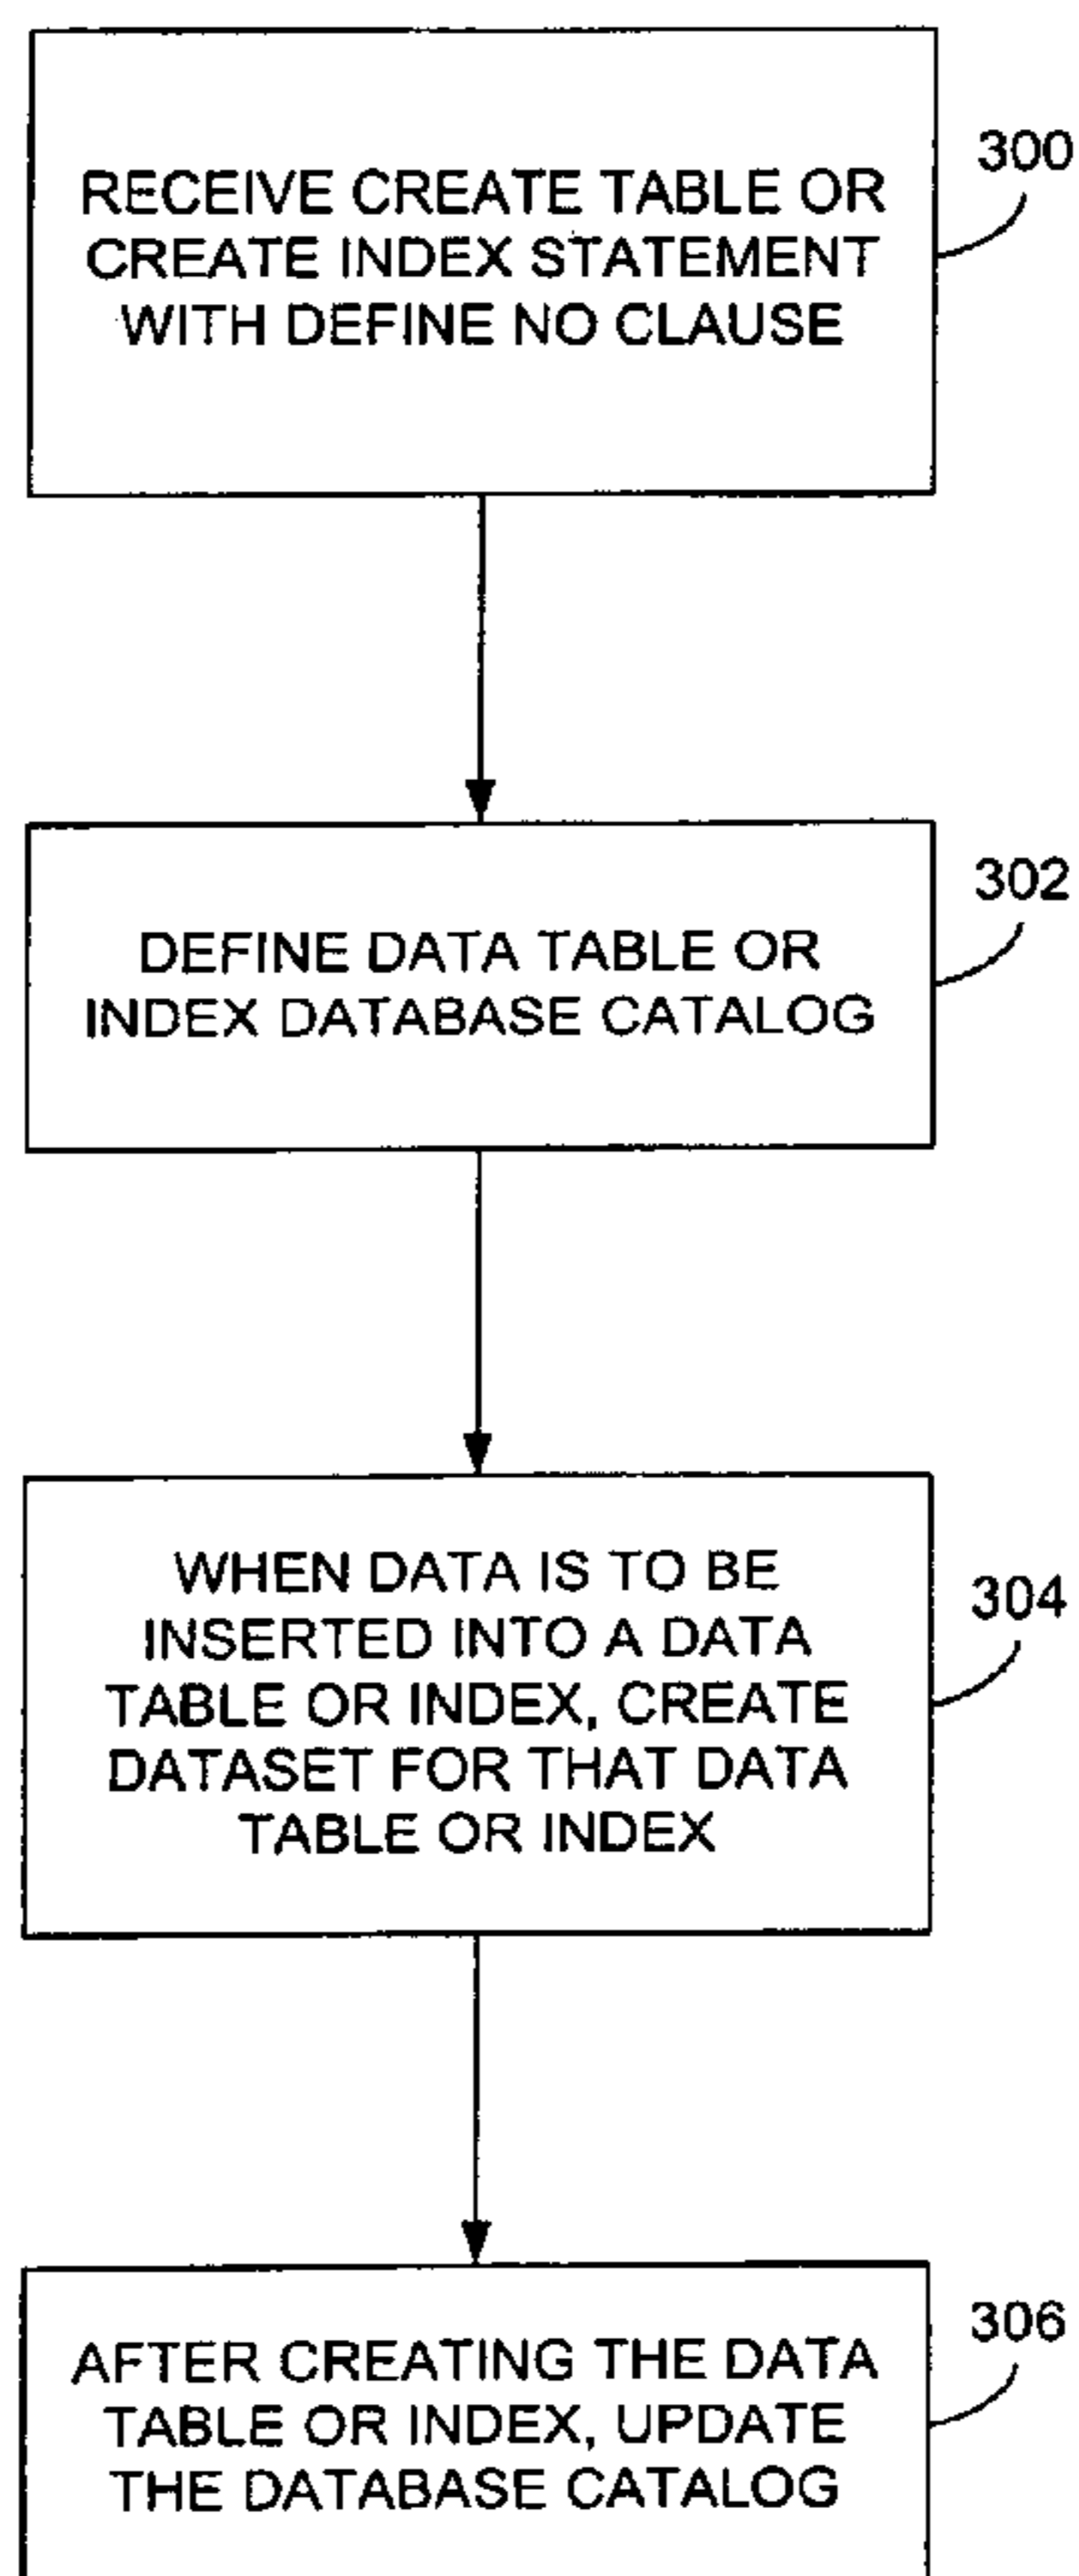 RECEIVE CREATE TABLE OR
CREATE INDEX STATEMENT
WITH DEFINE NO CLAUSE
300
DEFINE DATA TABLE OR
INDEX DATABASE CATALOG
302
WHEN DATA IS TO BE
INSERTED INTO A DATA
TABLE OR INDEX, CREATE
DATASET FOR THAT DATA
TABLE OR INDEX
304
AFTER CREATING THE DATA
TABLE OR INDEX, UPDATE
THE DATABASE CATALOG
306